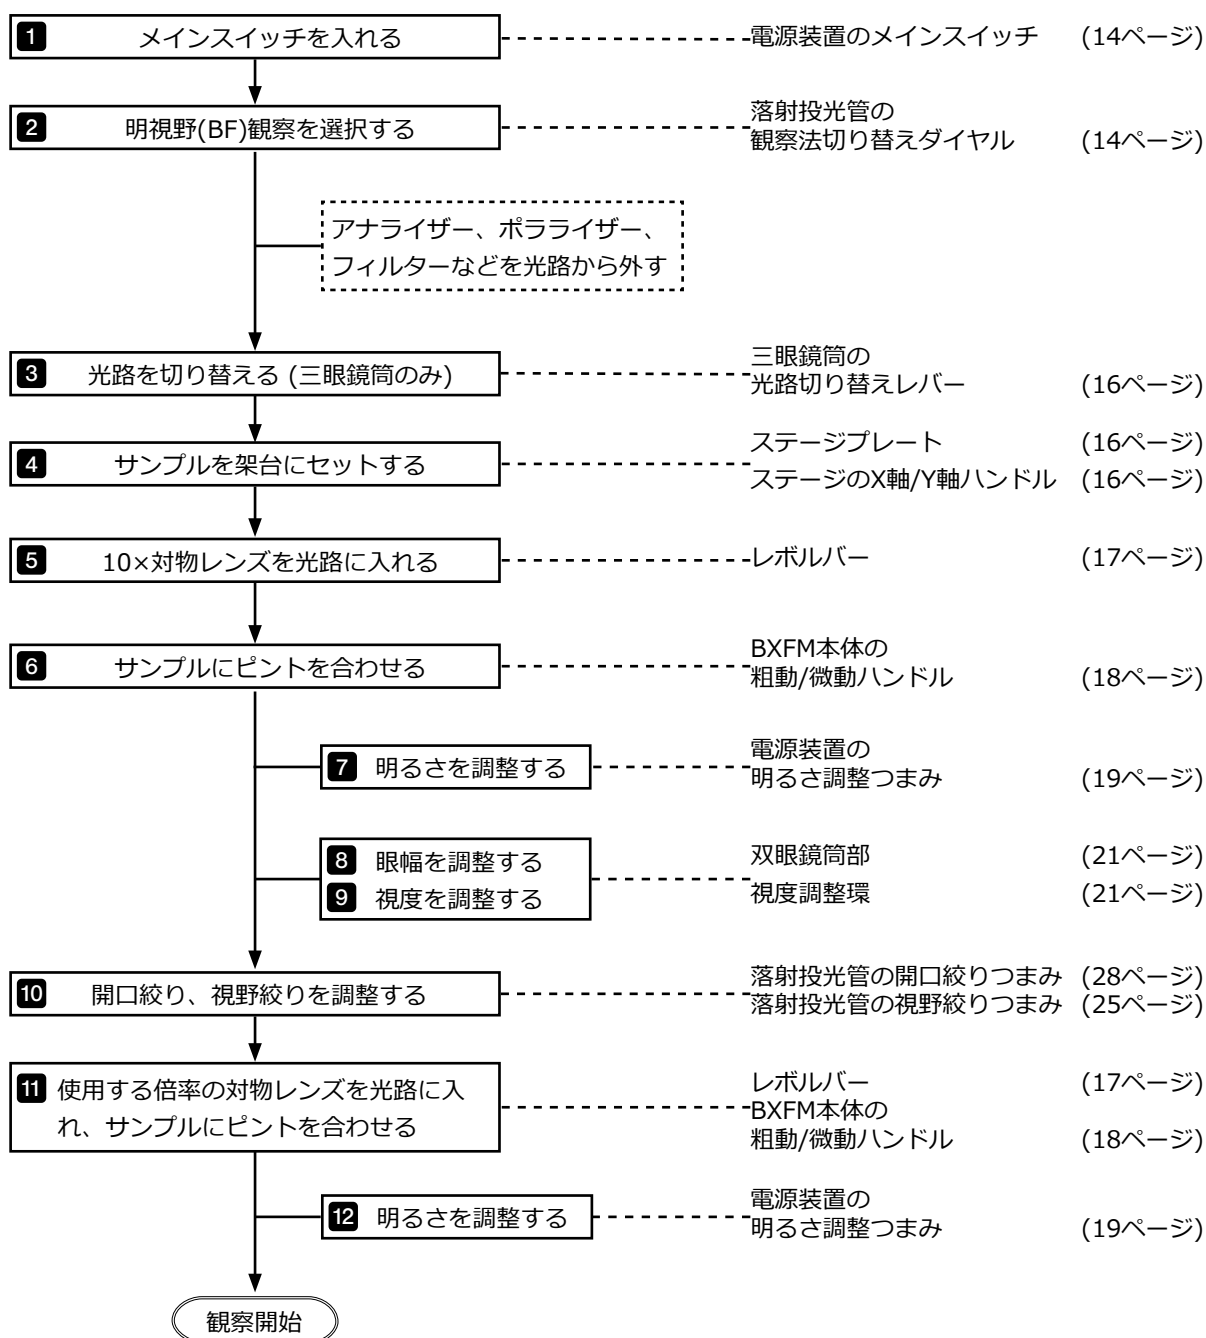 1 メインスイッチを入れる 電源装置のメインスイッチ (14ページ)
2 明視野(BF)観察を選択する 落射投光管の
観察法切り替えダイヤル (14ページ)
アナライザー、ポラライザー、
フィルターなどを光路から外す
3 光路を切り替える (三眼鏡筒のみ) 三眼鏡筒の
光路切り替えレバー (16ページ)
4 サンプルを架台にセットする ステージプレート (16ページ)
ステージのX軸/Y軸ハンドル (16ページ)
5 10×対物レンズを光路に入れる レボルバー (17ページ)
6 サンプルにピントを合わせる BXFM本体の
粗動/微動ハンドル (18ページ)
7 明るさを調整する 電源装置の
明るさ調整つまみ (19ページ)
8 眼幅を調整する 双眼鏡筒部 (21ページ)
9 視度を調整する 視度調整環 (21ページ)
10 開口絞り、視野絞りを調整する 落射投光管の開口絞りつまみ (28ページ)
落射投光管の視野絞りつまみ (25ページ)
11 使用する倍率の対物レンズを光路に入 レボルバー (17ページ)
れ、サンプルにピントを合わせる BXFM本体の
粗動/微動ハンドル (18ページ)
12 明るさを調整する 電源装置の
明るさ調整つまみ (19ページ)
観察開始